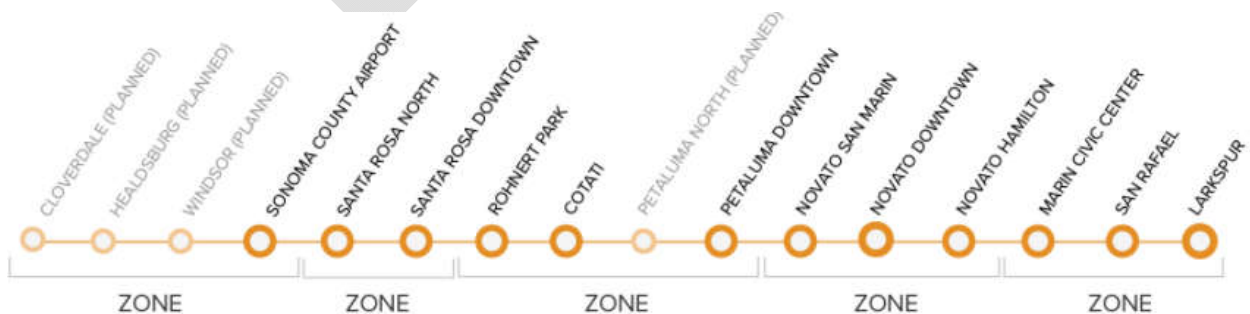 CLOVERDALE (PLANNED)
HEALDSBURG (PLANNED)
WINDSOR (PLANNED)
SONOMA COUNTY AIRPORT
SANTA ROSA NORTH
SANTA ROSA DOWNTOWN
ROHNERT PARK
COTATI
PETALUMA NORTH (PLANNED)
PETALUMA DOWNTOWN
NOVATO SAN MARIN
NOVATO DOWNTOWN
NOVATO HAMILTON
MARIN CIVIC CENTER
SAN RAFAEL
LARKSPUR
ZONE
ZONE
ZONE
ZONE
ZONE